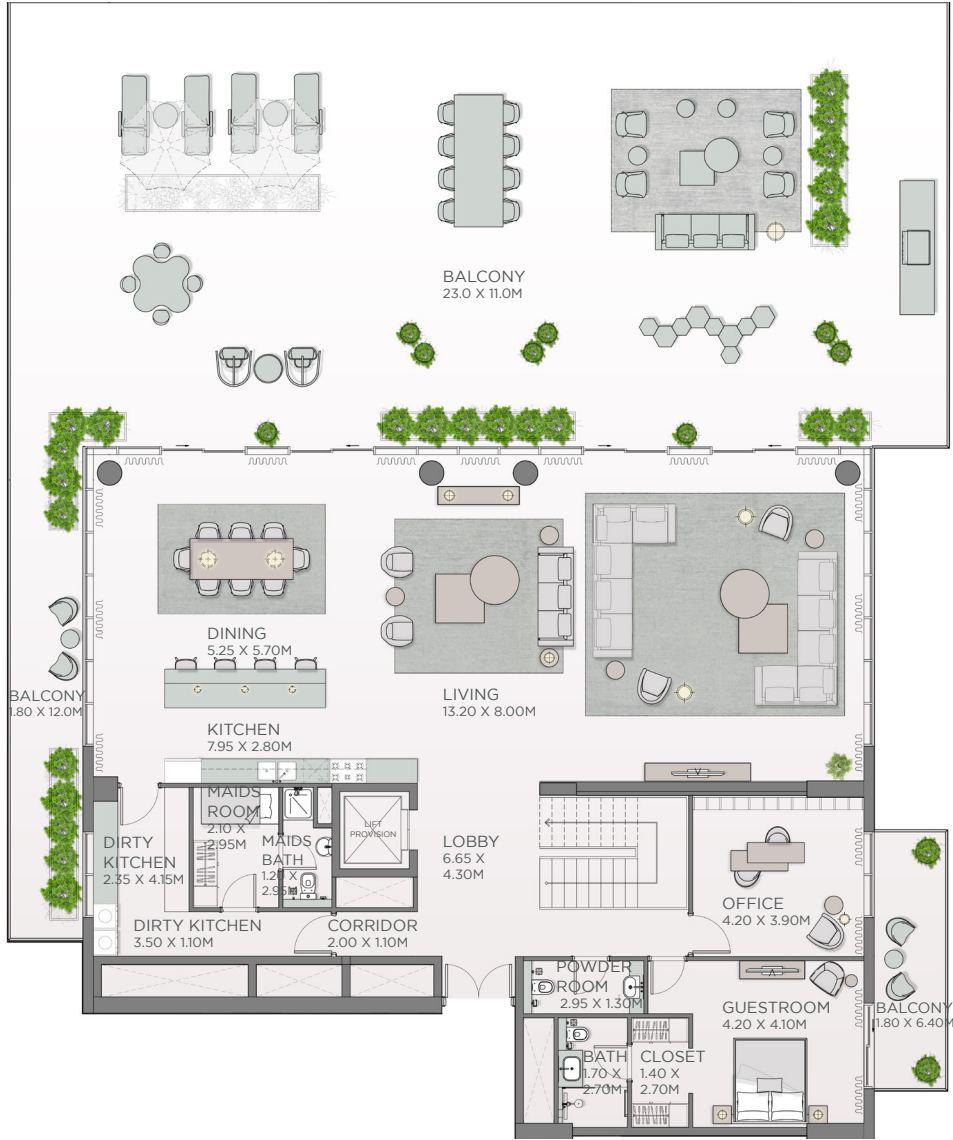 BALCONY
23.0 X 11.0M
DINING
5.25 X 5.70M
BALCONY
1.80 X 12.0M
LIVING
13.20 X 8.00M
KITCHEN
7.95 X 2.80M
MAIDS
ROOM
2.10 X
2.95M
MAIDS
BATH
1.20 X
2.95M
LIFT
PROVISION
LOBBY
6.65 X
4.30M
DIRTY
KITCHEN
2.35 X 4.15M
OFFICE
4.20 X 3.90M
DIRTY KITCHEN
3.50 X 1.10M
CORRIDOR
2.00 X 1.10M
POWDER
ROOM
2.95 X 1.30M
GUESTROOM
4.20 X 4.10M
BALCONY
1.80 X 6.40M
BATH
1.70 X
2.70M
CLOSET
1.40 X
2.70M